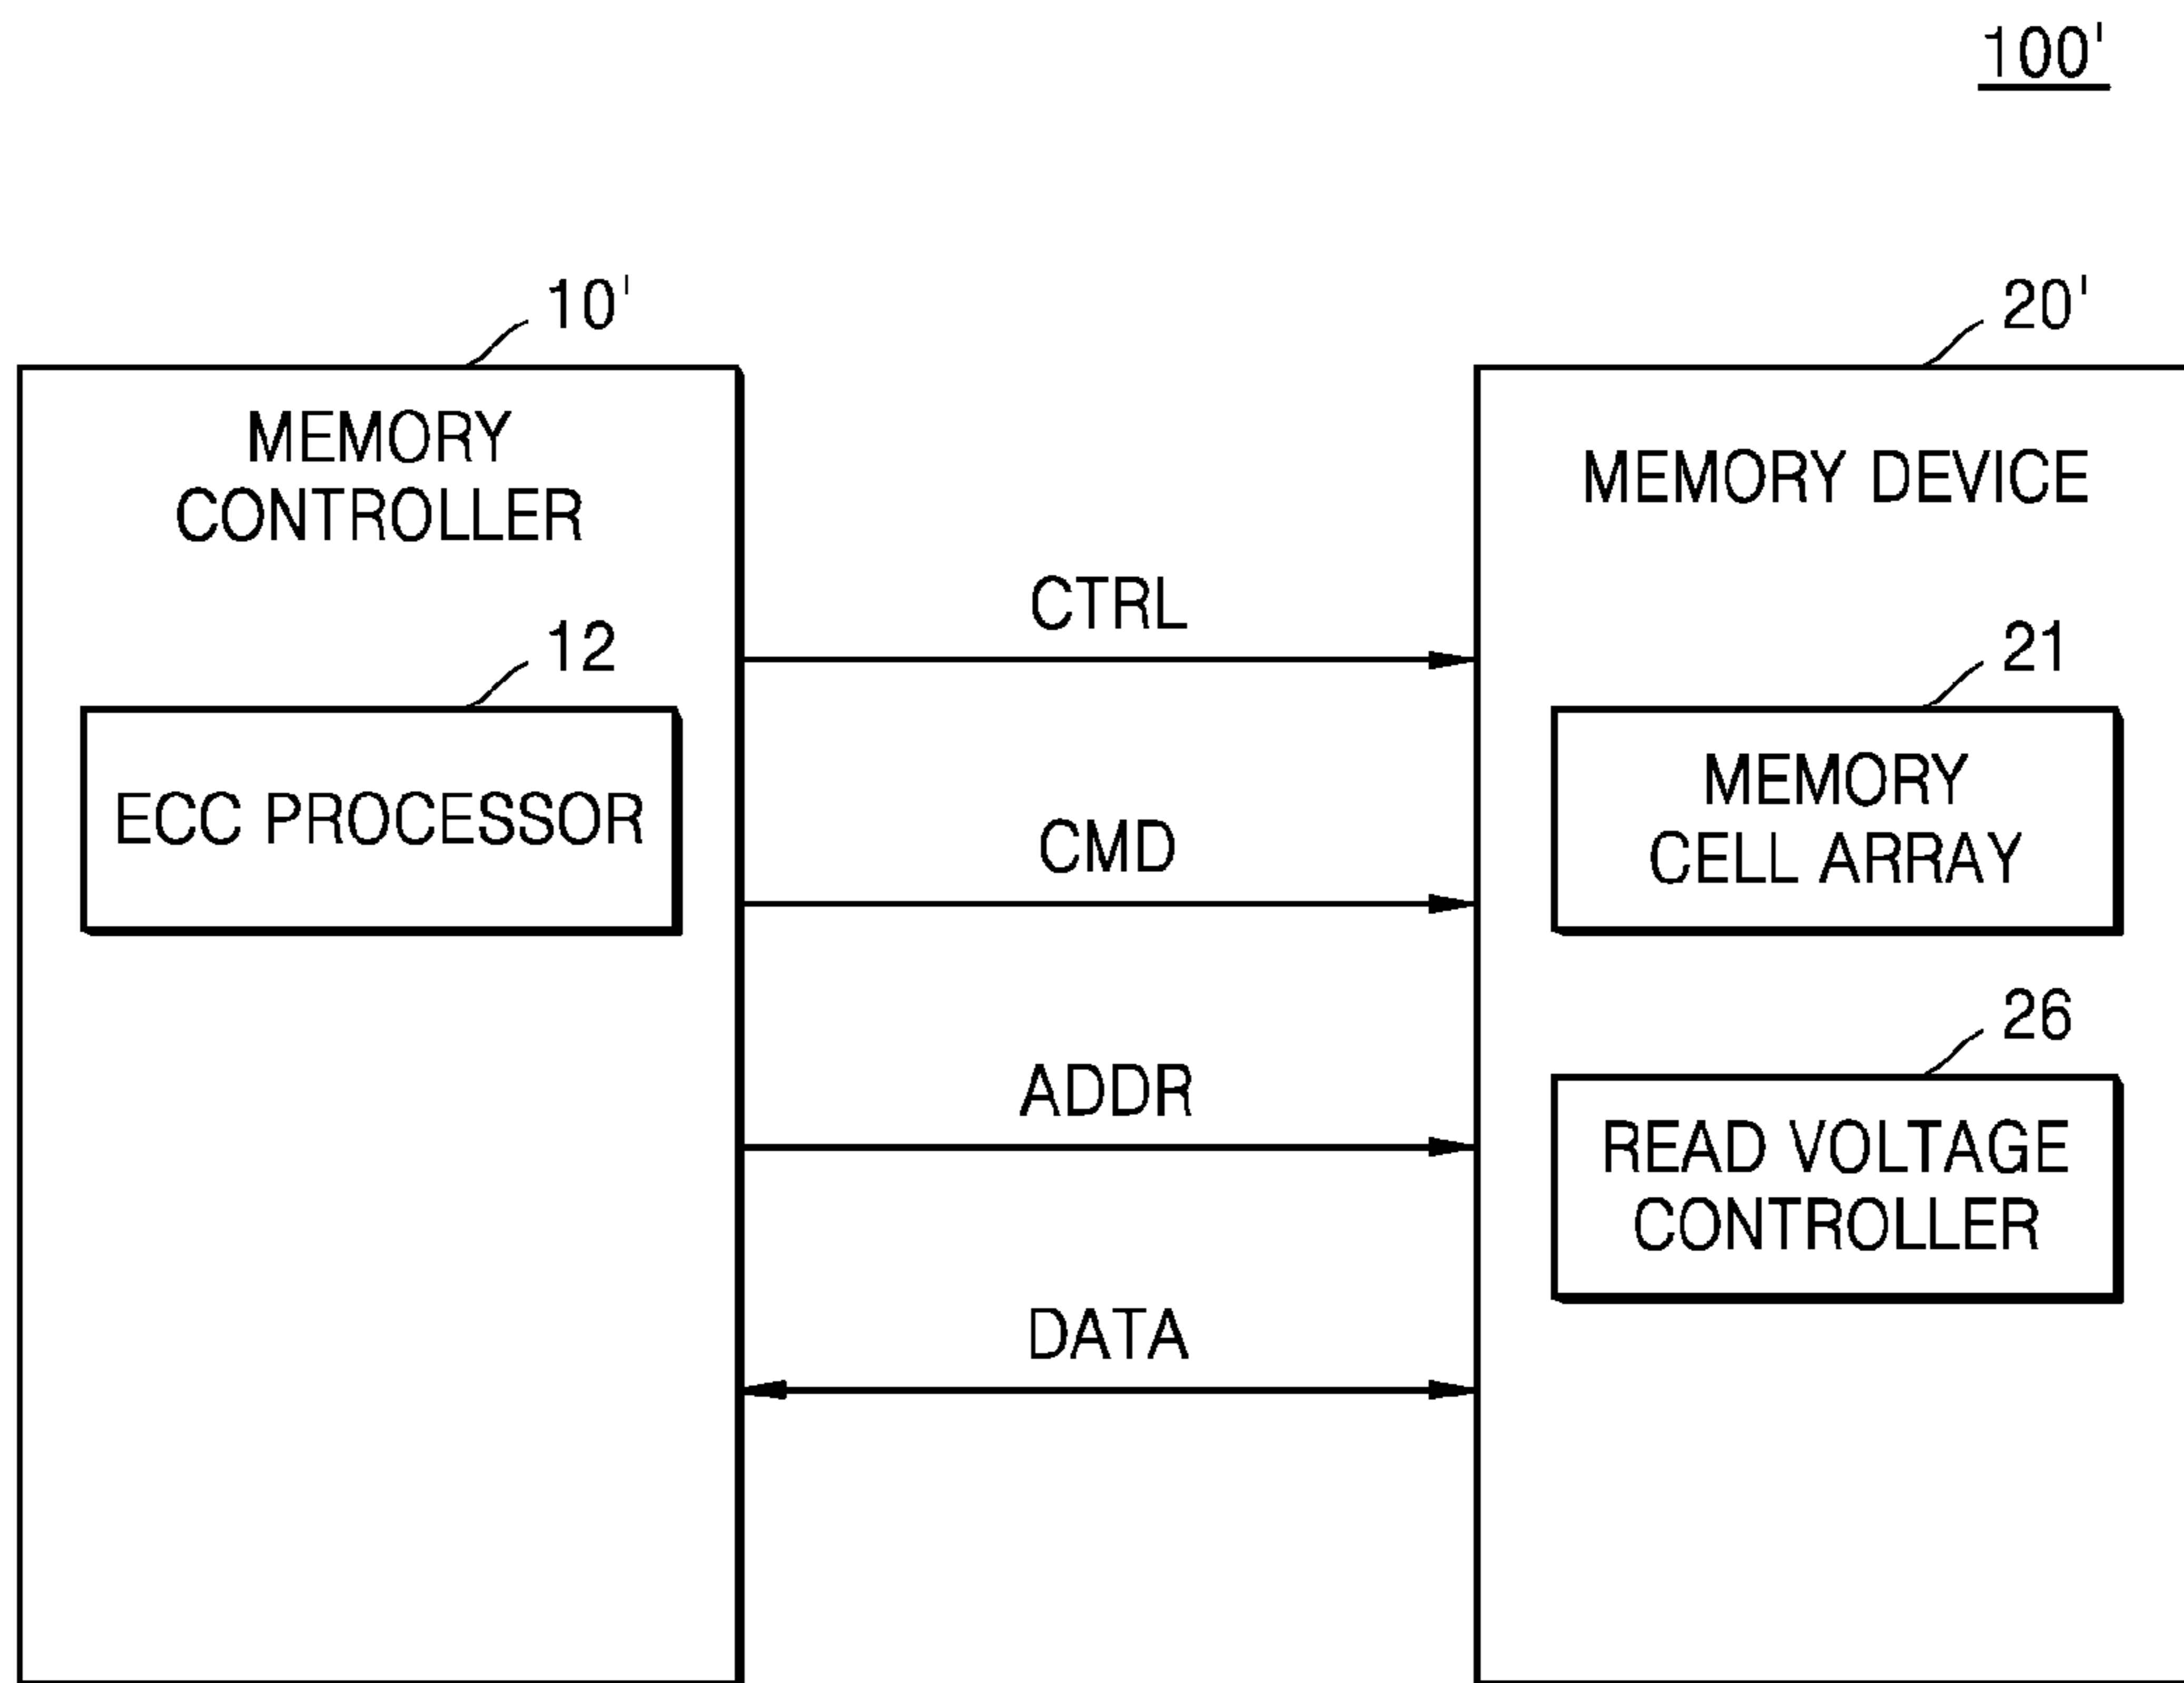 100'
10'
MEMORY
CONTROLLER
12
ECC PROCESSOR
CTRL
CMD
ADDR
DATA
20'
MEMORY DEVICE
21
MEMORY
CELL ARRAY
26
READ VOLTAGE
CONTROLLER